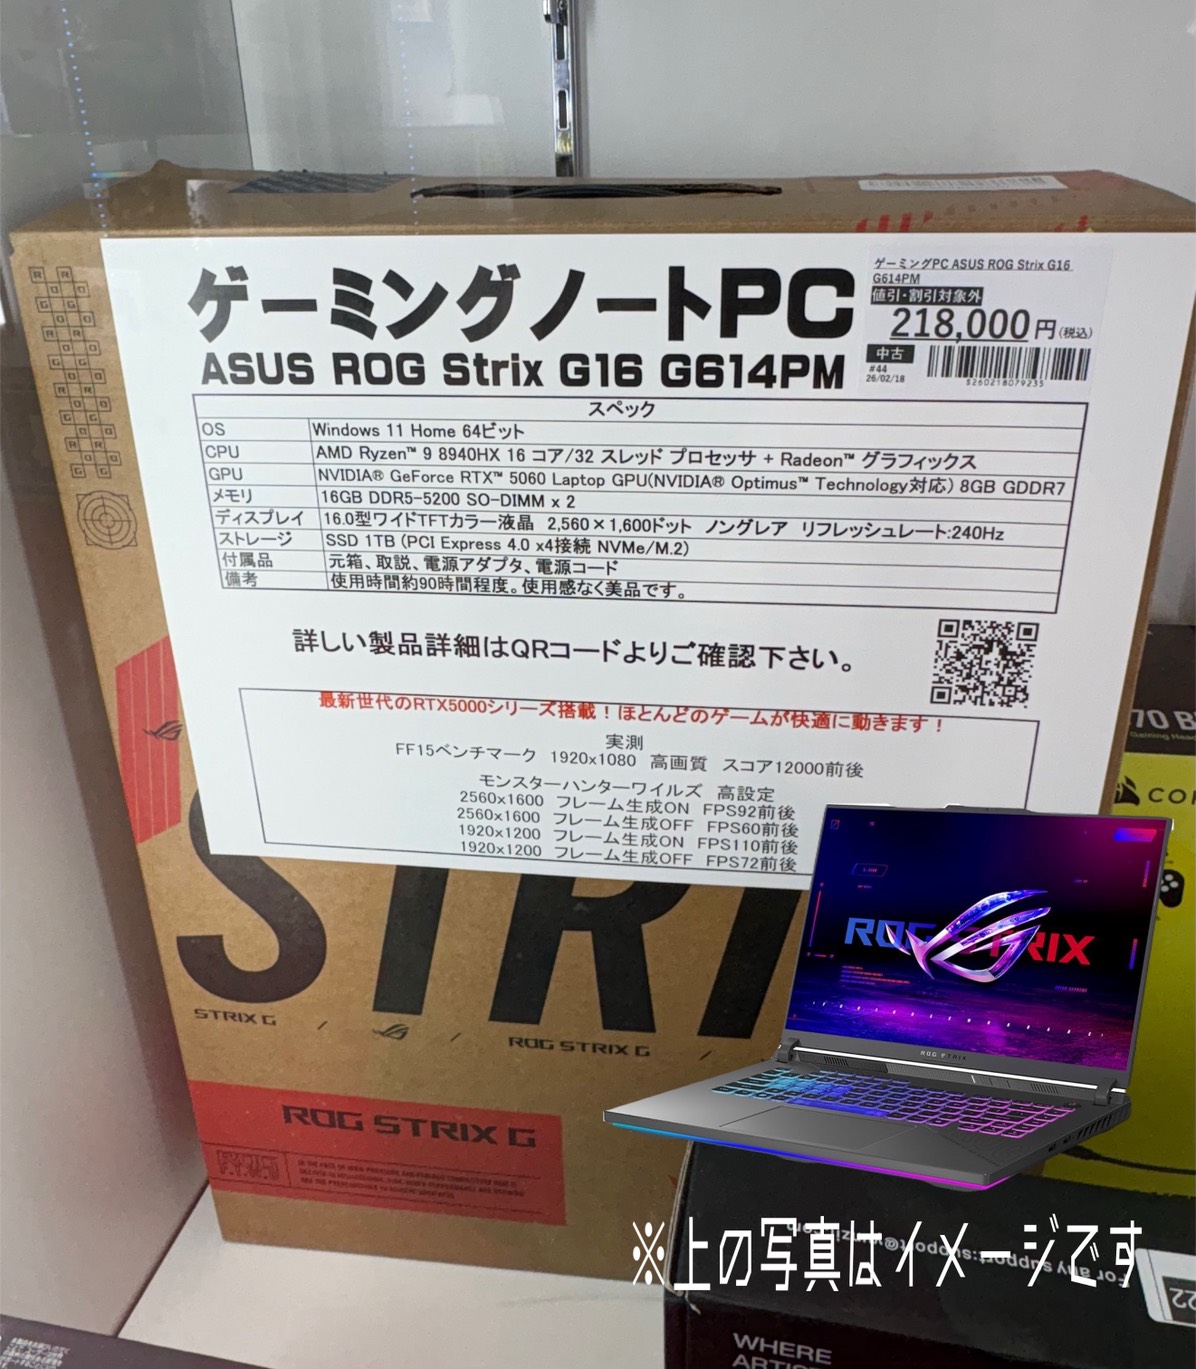 ゲーミングノートPC
ASUS ROG Strix G16 G614PM
ゲーミングPC ASUS ROG Strix G16
G614PM
値引・割引対象外
218,000円(税込)
中古
#44
26/02/18
3260218079235
スペック
OS Windows 11 Home 64ビット
CPU AMD Ryzen™ 9 8940HX 16 コア/32 スレッド プロセッサ + Radeon™ グラフィックス
GPU NVIDIA® GeForce RTX™ 5060 Laptop GPU(NVIDIA® Optimus™ Technology対応) 8GB GDDR7
メモリ 16GB DDR5-5200 SO-DIMM x 2
ディスプレイ 16.0型ワイドTFTカラー液晶 2,560×1,600ドット ノングレア リフレッシュレート:240Hz
ストレージ SSD 1TB (PCI Express 4.0 x4接続 NVMe/M.2)
付属品 元箱、取説、電源アダプタ、電源コード
備考 使用時間約90時間程度。使用感なく美品です。
詳しい製品詳細はQRコードよりご確認下さい。
最新世代のRTX5000シリーズ搭載!ほとんどのゲームが快適に動きます!
実測
FF15ベンチマーク 1920x1080 高画質 スコア12000前後
モンスターハンターワイルズ 高設定
2560x1600 フレーム生成ON FPS92前後
2560x1600 フレーム生成OFF FPS60前後
1920x1200 フレーム生成ON FPS110前後
1920x1200 フレーム生成OFF FPS72前後
70 B
COR
STRI
STRIX G
ROG STRIX G
ROG STRIX
ROG STRIX
ROG STRIX G
※上の写真はイメージです
For any support:support@
WHERE